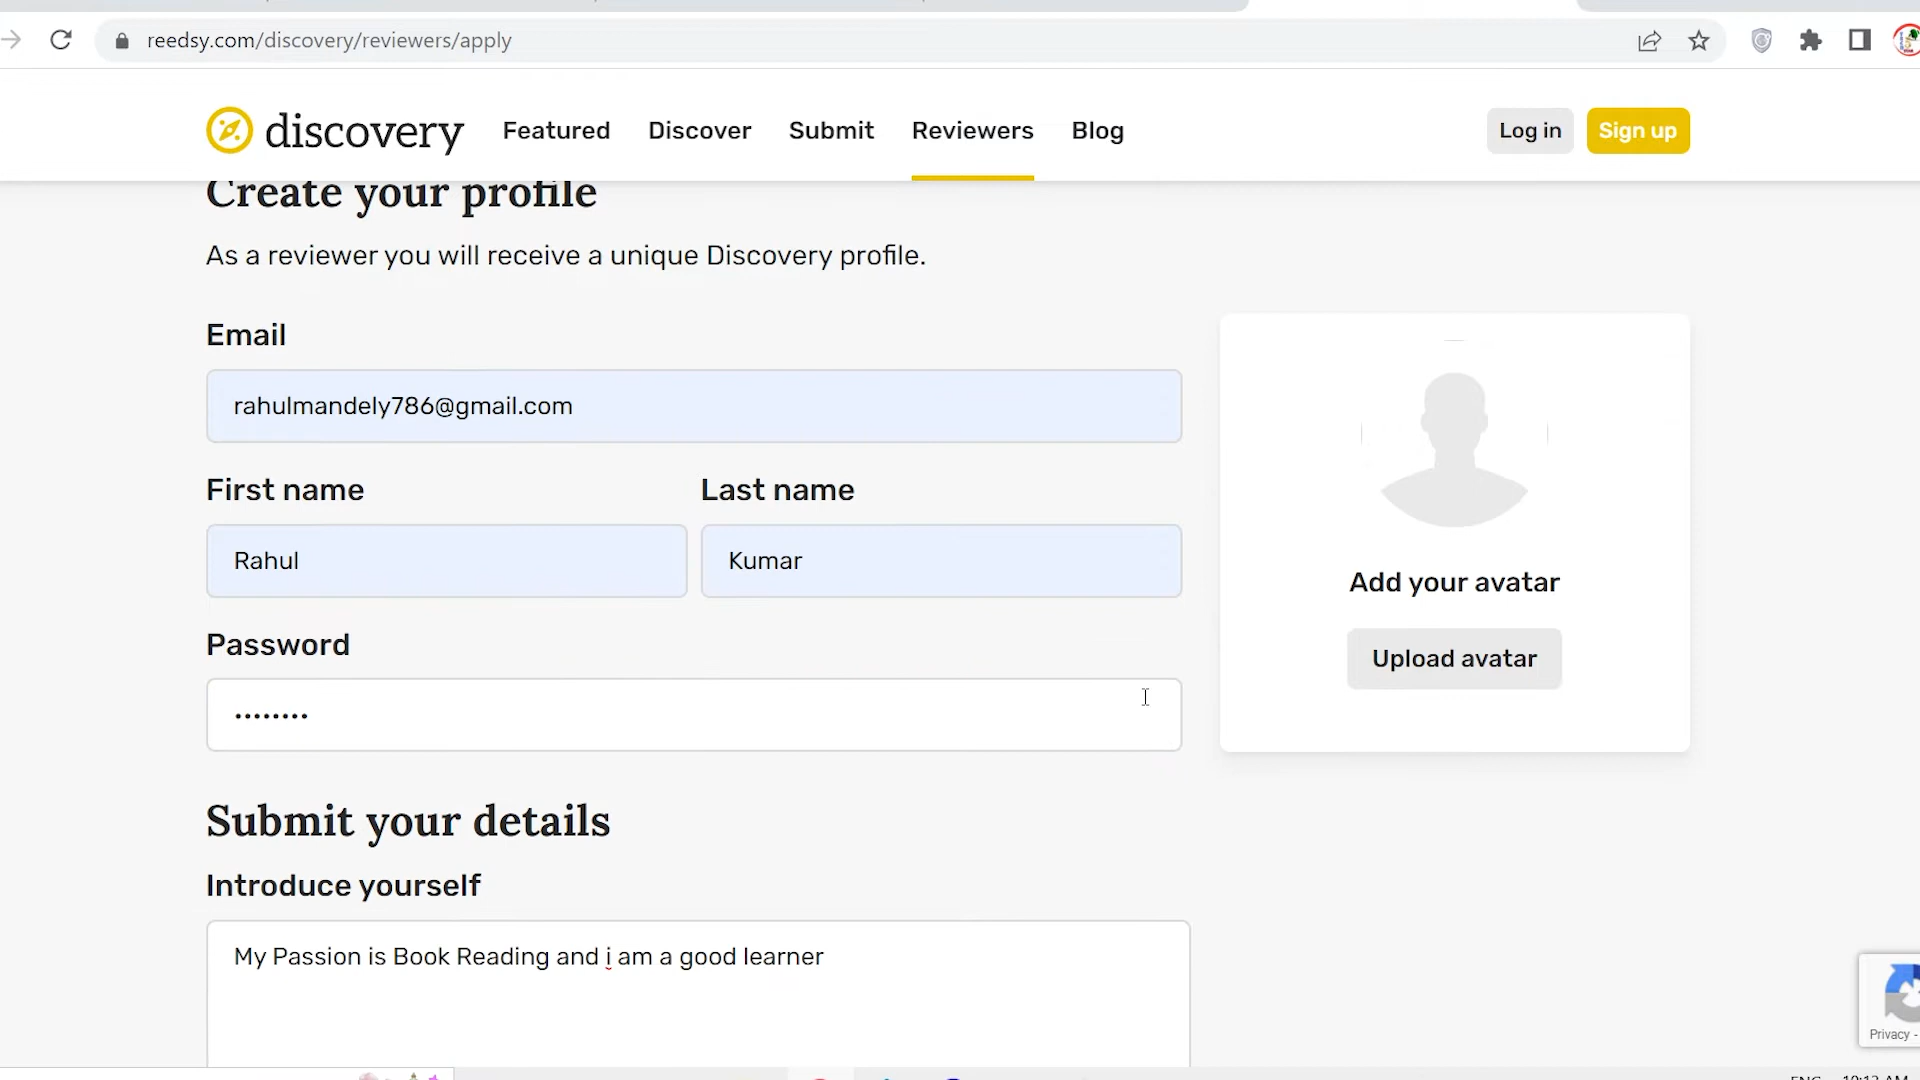 reedsy.com/discovery/reviewers/apply
discovery Featured Discover Submit Reviewers Blog Log in Sign up
Create your profile
As a reviewer you will receive a unique Discovery profile.
Email
rahulmandely786@gmail.com
First name Last name
Rahul Kumar
Password
••••••••
Add your avatar
Upload avatar
Submit your details
Introduce yourself
My Passion is Book Reading and i am a good learner
Privacy -